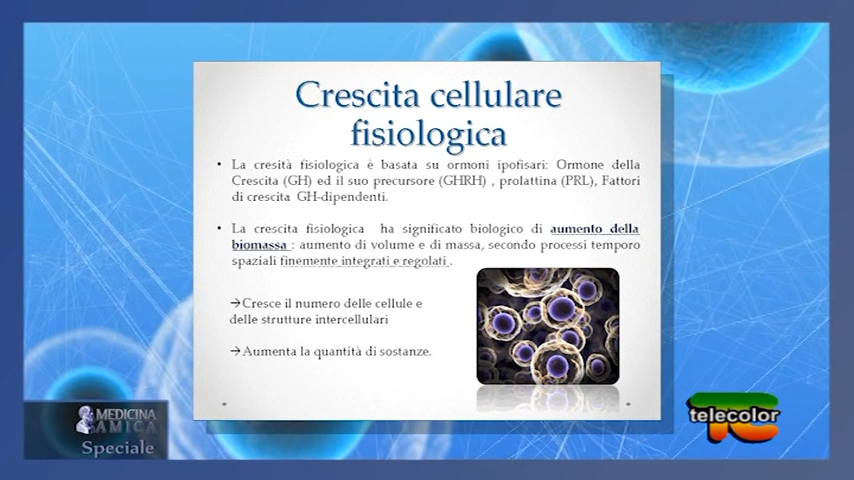 Crescita cellulare
fisiologica
• La cresità fisiologica è basata su ormoni ipofisari: Ormone della
Crescita (GH) ed il suo precursore (GHRH) , prolattina (PRL), Fattori
di crescita GH-dipendenti.
• La crescita fisiologica ha significato biologico di aumento della
biomassa : aumento di volume e di massa, secondo processi temporo
spaziali finemente integrati e regolati .
→Cresce il numero delle cellule e
delle strutture intercellulari
→Aumenta la quantità di sostanze.
MEDICINA
AMICA
Speciale
telecolor